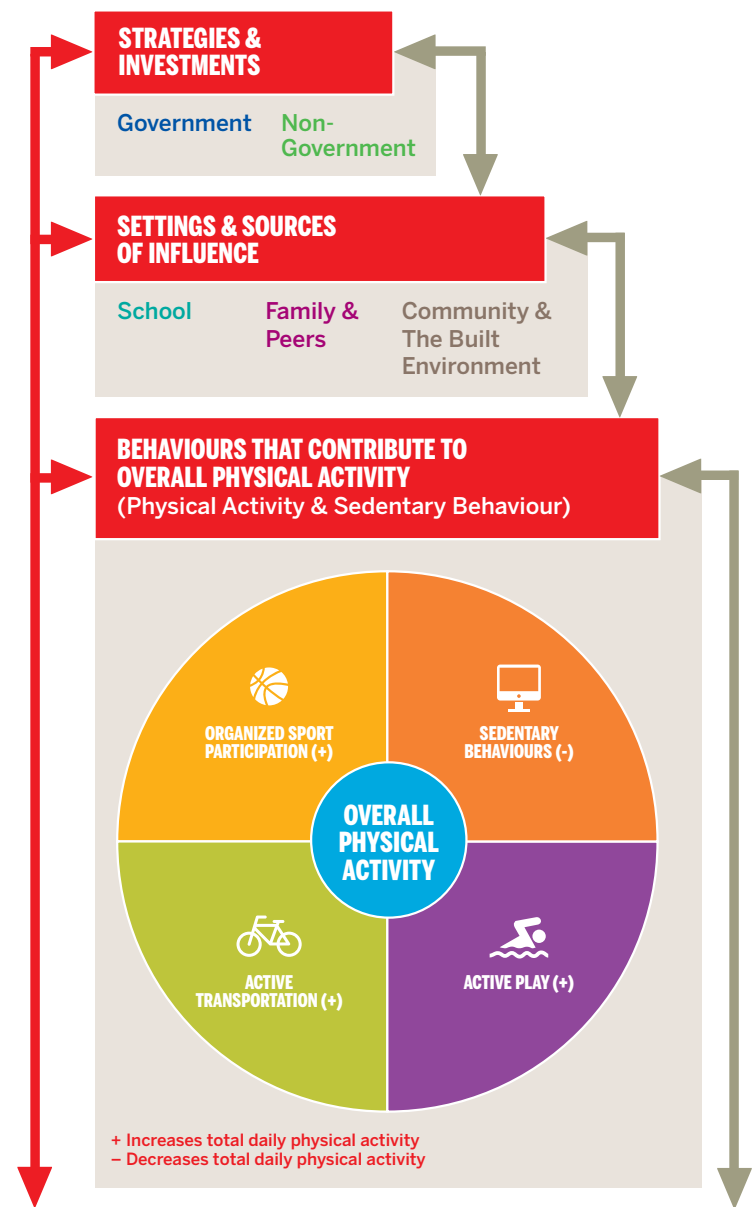 STRATEGIES &
INVESTMENTS
Government
Non-
Government
SETTINGS & SOURCES
OF INFLUENCE
School
Family &
Peers
Community &
The Built
Environment
BEHAVIOURS THAT CONTRIBUTE TO
OVERALL PHYSICAL ACTIVITY
(Physical Activity & Sedentary Behaviour)
ORGANIZED SPORT
PARTICIPATION (+)
SEDENTARY
BEHAVIOURS (-)
OVERALL
PHYSICAL
ACTIVITY
ACTIVE
TRANSPORTATION (+)
ACTIVE PLAY (+)
+ Increases total daily physical activity
– Decreases total daily physical activity